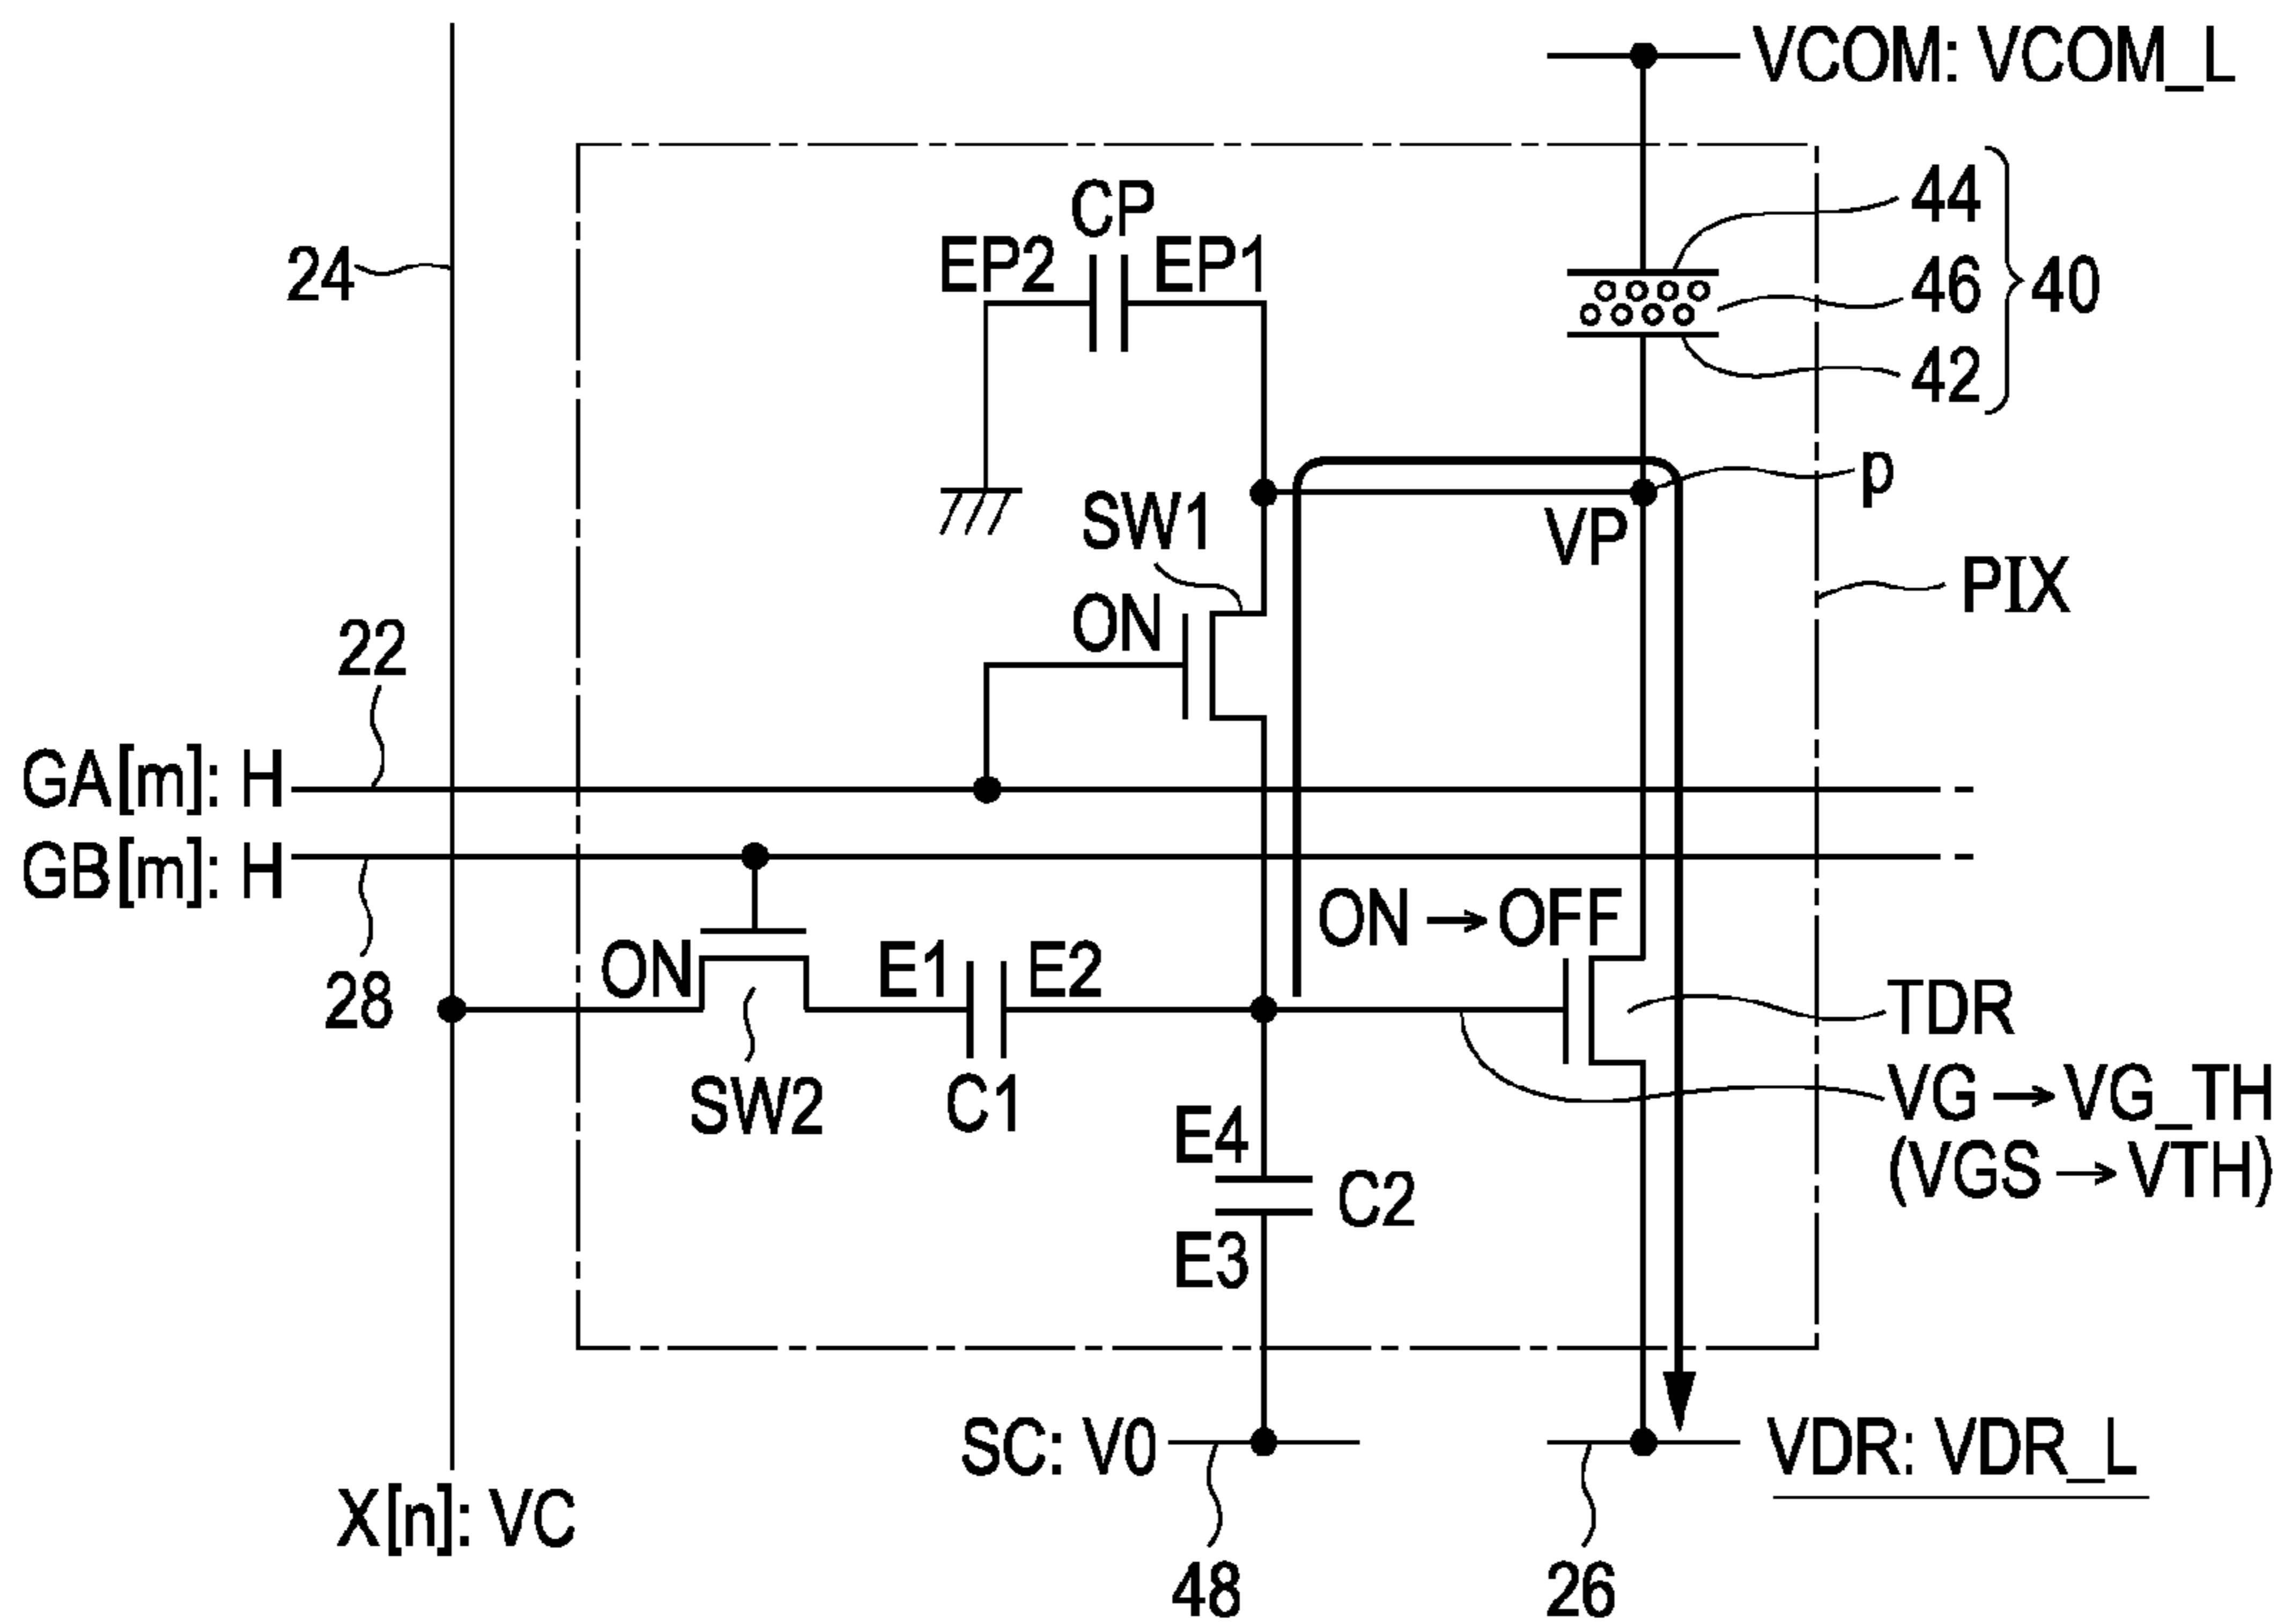 VCOM: VCOM_L
CP
EP2
EP1
44
46
42
40
24
p
SW1
VP
ON
PIX
22
GA[m]: H
GB[m]: H
28
ON → OFF
ON
E1
E2
TDR
SW2
C1
VG → VG_TH
(VGS → VTH)
E4
C2
E3
SC: V0
VDR: VDR_L
X[n]: VC
48
26